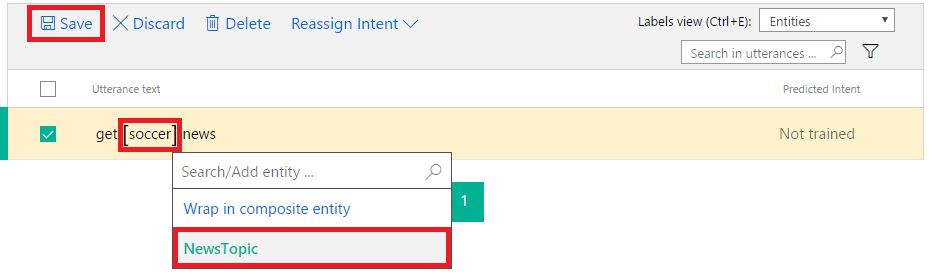 Save Discard Delete Reassign Intent Labels view (Ctrl+E): Entities
Search in utterances ...
Utterance text Predicted Intent
get [soccer] news Not trained
Search/Add entity ...
Wrap in composite entity 1
NewsTopic